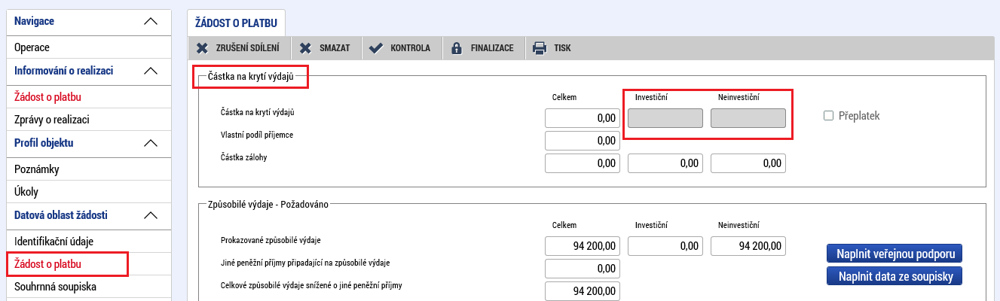 Navigace
Operace
Informování o realizaci
Žádost o platbu
Zprávy o realizaci
Profil objektu
Poznámky
Úkoly
Datová oblast žádosti
Identifikační údaje
Žádost o platbu
Souhrnná soupiska
ŽÁDOST O PLATBU
ZRUŠENÍ SDÍLENÍ SMAZAT KONTROLA FINALIZACE TISK
Částka na krytí výdajů
Celkem Investiční Neinvestiční
Částka na krytí výdajů 0,00 Přeplatek
Vlastní podíl příjemce 0,00
Částka zálohy 0,00 0,00 0,00
Způsobilé výdaje - Požadováno
Celkem Investiční Neinvestiční
Prokazované způsobilé výdaje 94 200,00 0,00 94 200,00 Naplnit veřejnou podporu
Jiné peněžní příjmy připadající na způsobilé výdaje 0,00 Naplnit data ze soupisky
Celkové způsobilé výdaje snížené o jiné peněžní příjmy 94 200,00